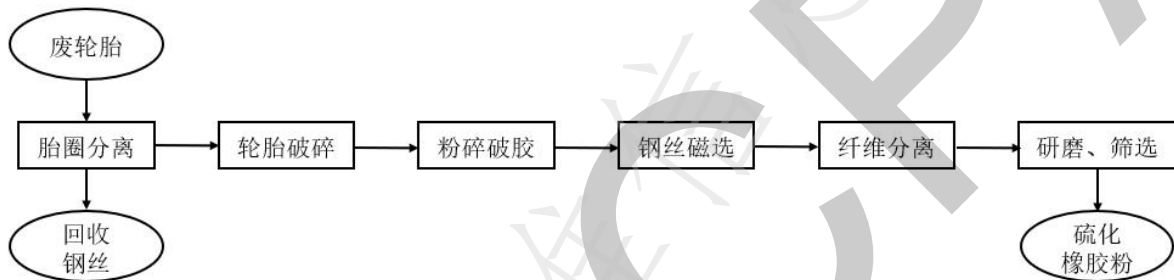 废轮胎
胎圈分离
轮胎破碎
粉碎破胶
钢丝磁选
纤维分离
研磨、筛选
回收
钢丝
硫化
橡胶粉